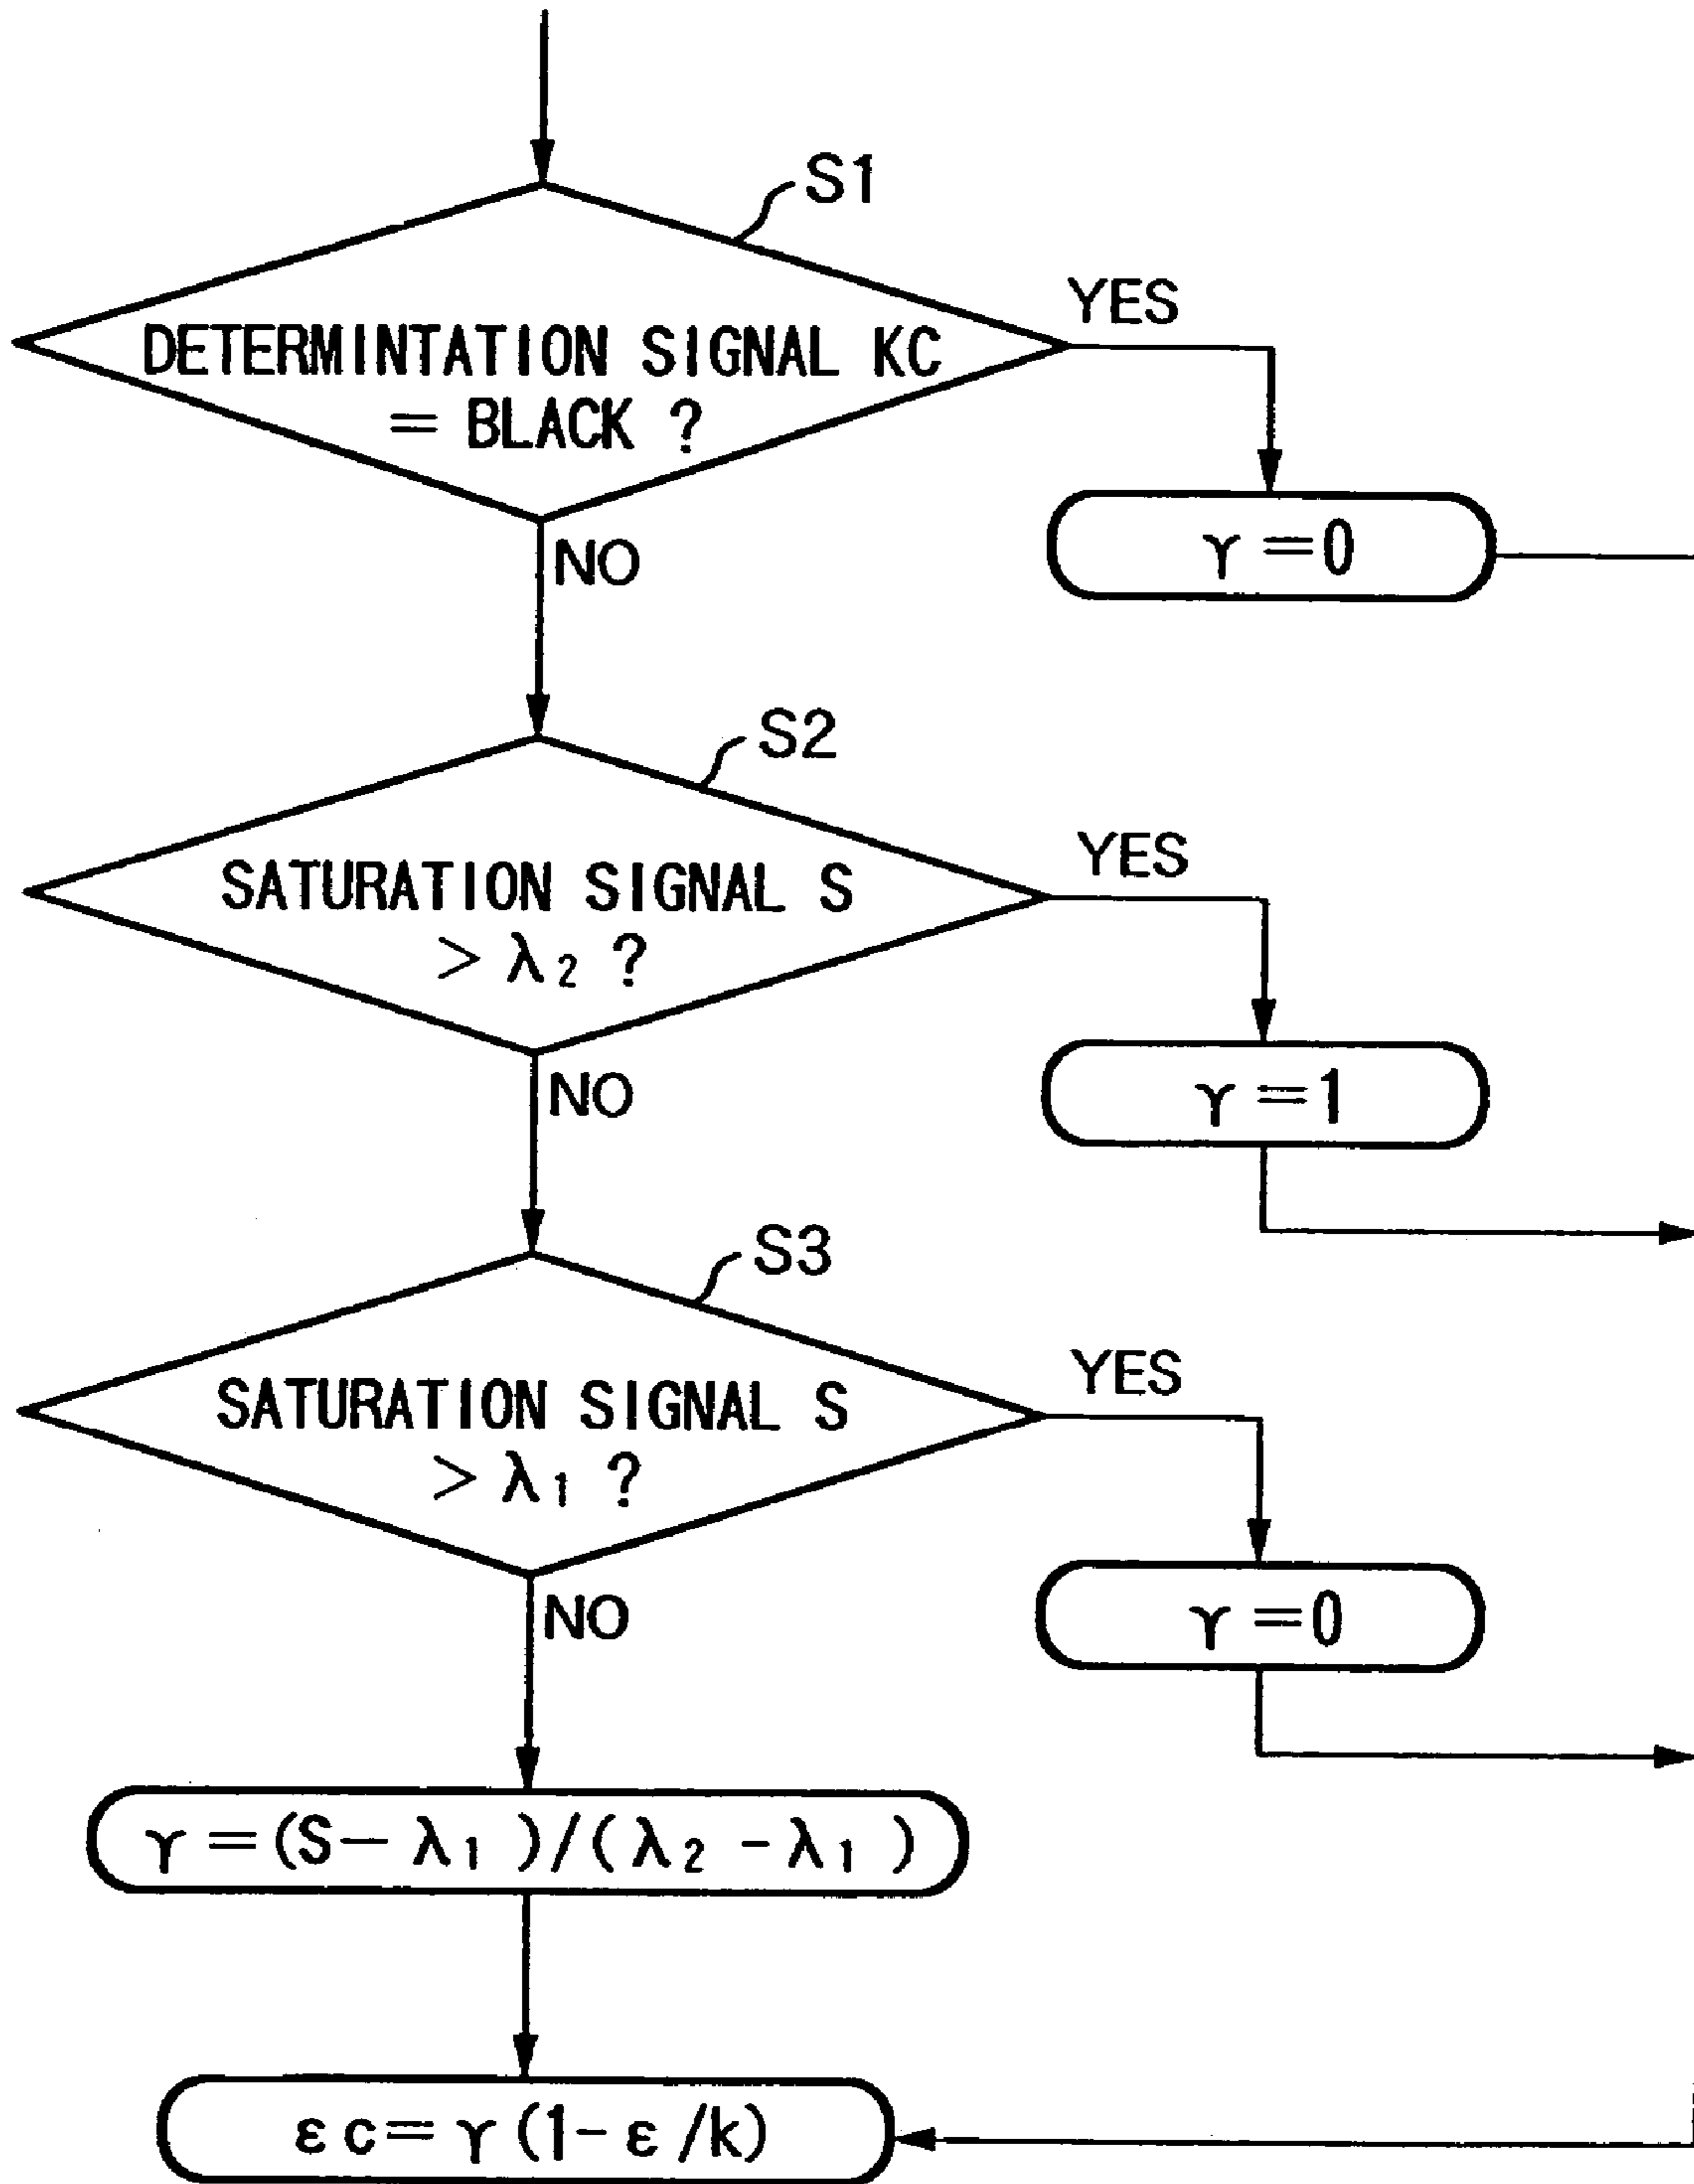 S1
DETERMINTATION SIGNAL KC
= BLACK ?
YES
γ=0
NO
S2
SATURATION SIGNAL S
> λ₂ ?
YES
γ=1
NO
S3
SATURATION SIGNAL S
> λ₁ ?
YES
γ=0
NO
γ=(S-λ₁)/(λ₂-λ₁)
εc=γ(1-ε/k)